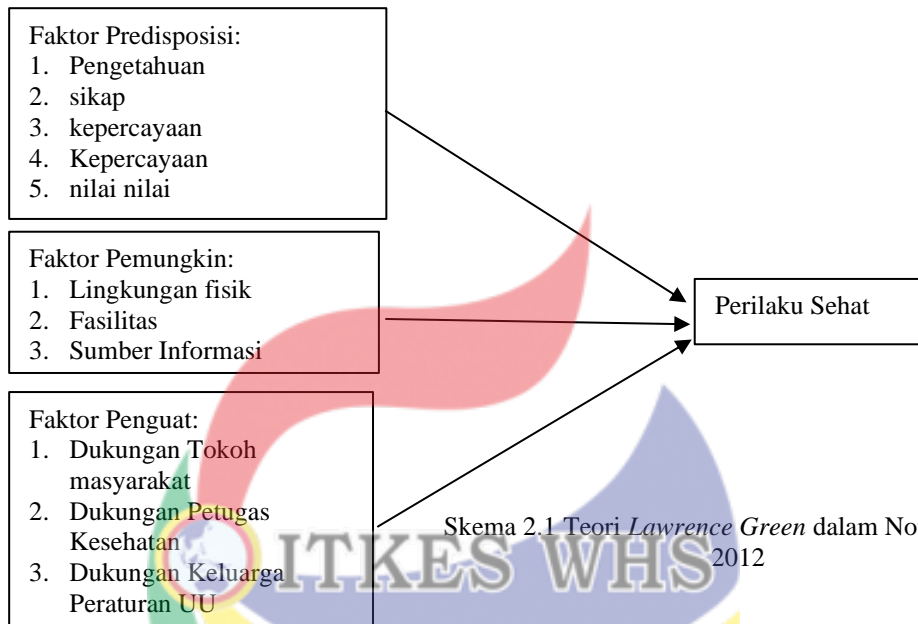 Faktor Predisposisi:
1. Pengetahuan
2. sikap
3. kepercayaan
4. Kepercayaan
5. nilai nilai
Faktor Pemungkin:
1. Lingkungan fisik
2. Fasilitas
3. Sumber Informasi
Perilaku Sehat
Faktor Penguat:
1. Dukungan Tokoh
masyarakat
2. Dukungan Petugas
Kesehatan
3. Dukungan Keluarga
Peraturan UU
Skema 2.1 Teori Lawrence Green dalam No
2012
ITKES WHS